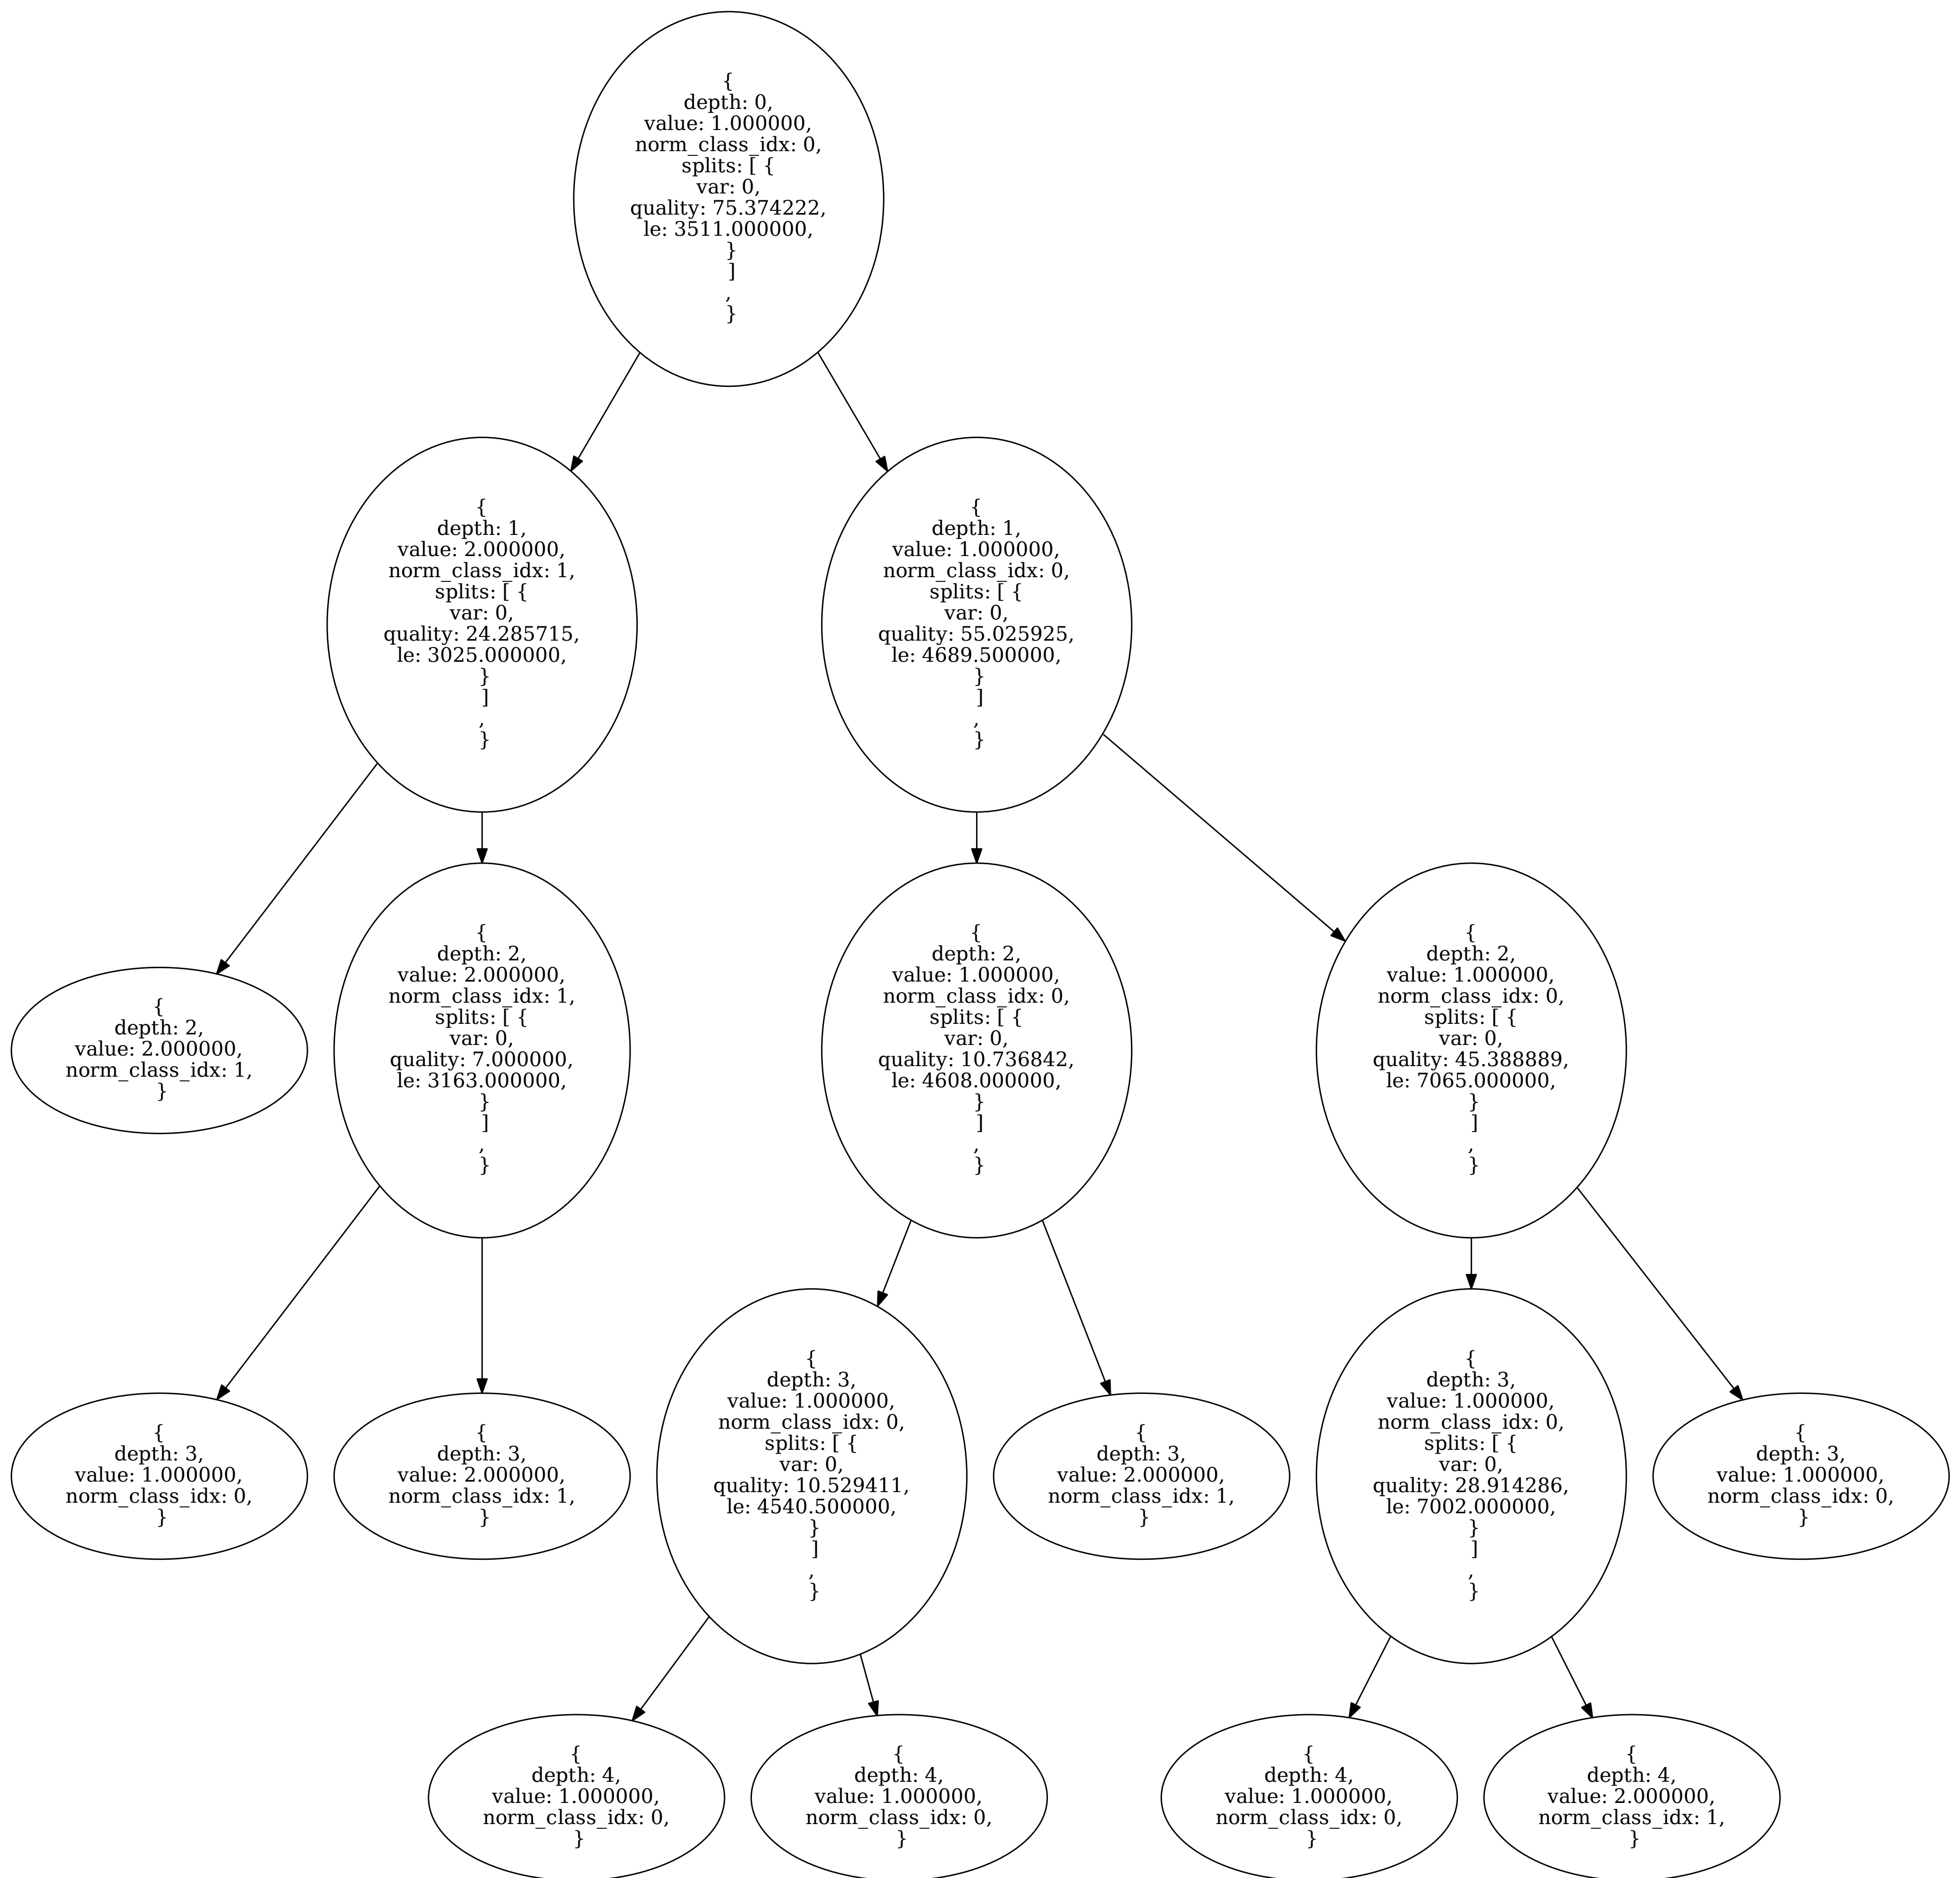 {
depth: 0,
value: 1.000000,
norm_class_idx: 0,
splits: [ {
var: 0,
quality: 75.374222,
le: 3511.000000,
}
]
,
}
{
depth: 1,
value: 2.000000,
norm_class_idx: 1,
splits: [ {
var: 0,
quality: 24.285715,
le: 3025.000000,
}
]
,
}
{
depth: 1,
value: 1.000000,
norm_class_idx: 0,
splits: [ {
var: 0,
quality: 55.025925,
le: 4689.500000,
}
]
,
}
{
depth: 2,
value: 2.000000,
norm_class_idx: 1,
}
{
depth: 2,
value: 2.000000,
norm_class_idx: 1,
splits: [ {
var: 0,
quality: 7.000000,
le: 3163.000000,
}
]
,
}
{
depth: 2,
value: 1.000000,
norm_class_idx: 0,
splits: [ {
var: 0,
quality: 10.736842,
le: 4608.000000,
}
]
,
}
{
depth: 2,
value: 1.000000,
norm_class_idx: 0,
splits: [ {
var: 0,
quality: 45.388889,
le: 7065.000000,
}
]
,
}
{
depth: 3,
value: 1.000000,
norm_class_idx: 0,
}
{
depth: 3,
value: 2.000000,
norm_class_idx: 1,
}
{
depth: 3,
value: 1.000000,
norm_class_idx: 0,
splits: [ {
var: 0,
quality: 10.529411,
le: 4540.500000,
}
]
,
}
{
depth: 3,
value: 2.000000,
norm_class_idx: 1,
}
{
depth: 3,
value: 1.000000,
norm_class_idx: 0,
splits: [ {
var: 0,
quality: 28.914286,
le: 7002.000000,
}
]
,
}
{
depth: 3,
value: 1.000000,
norm_class_idx: 0,
}
{
depth: 4,
value: 1.000000,
norm_class_idx: 0,
}
{
depth: 4,
value: 1.000000,
norm_class_idx: 0,
}
{
depth: 4,
value: 1.000000,
norm_class_idx: 0,
}
{
depth: 4,
value: 2.000000,
norm_class_idx: 1,
}